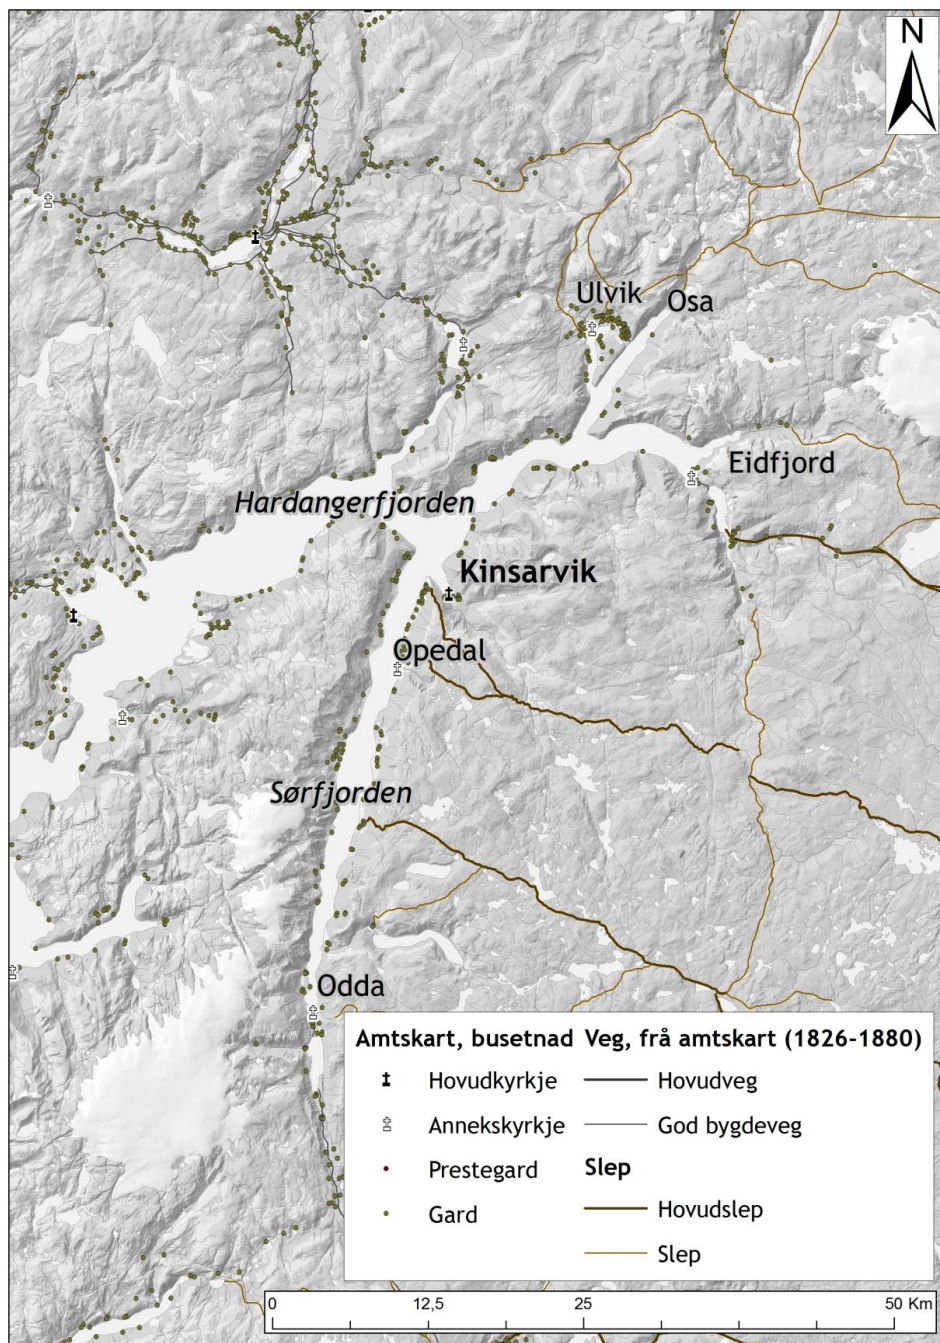 N
Ulvik
Osa
Eidfjord
Hardangerfjorden
Kinsarvik
Opedal
Sørfjorden
Odda
Amtskart, busetnad
Hovudkyrkje
Annekskyrkje
Prestegard
Gard
Veg, frå amtskart (1826-1880)
Hovudveg
God bygdeveg
Slep
Hovudslep
Slep
0 12,5 25 50 Km